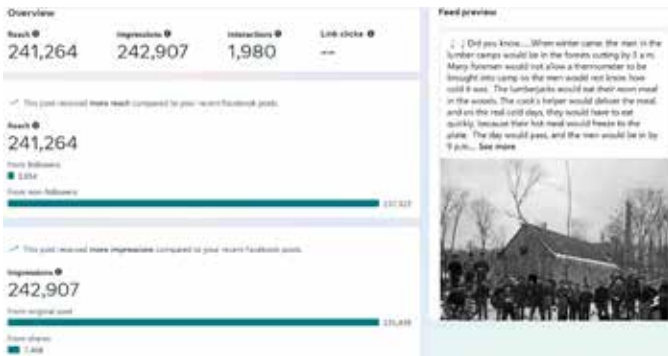 Overview
Reach
Impressions
Interactions
Link clicks
241,264
242,907
1,980
--
This post received more reach compared to your recent Facebook posts.
Reach
241,264
From followers
From non-followers
This post received more impressions compared to your recent Facebook posts.
Impressions
242,907
From original post
From shares
7,468
Feed preview
Did you know.....When winter came, the men in the
lumber camps would be in the forests cutting by 5 a.m.
Many foremen would not allow a thermometer to be
brought into camp so the men would not know how
cold it was. The lumberjacks would eat their noon meal
in the woods. The cook's helper would deliver the meal,
and on the real cold days, they would have to eat
quickly, because their hot meal would freeze to the
plate. The day would pass, and the men would be in by
9 p.m.... See more